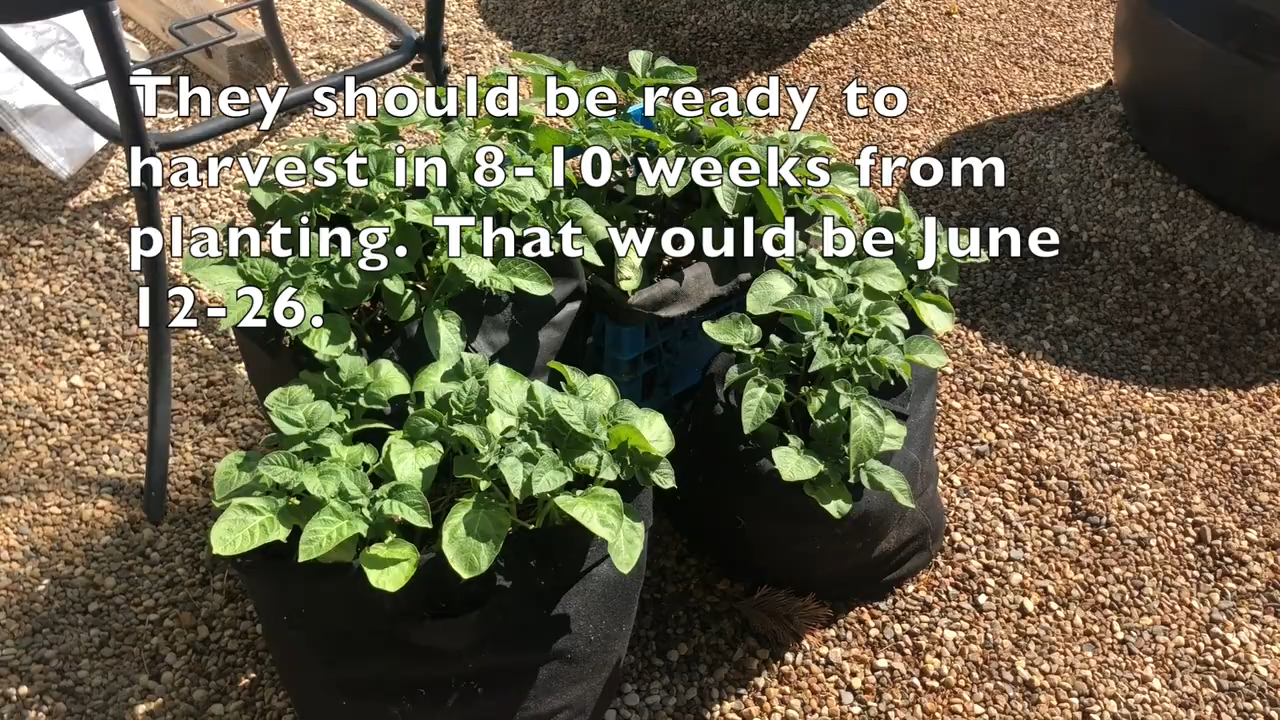 They should be ready to
harvest in 8-10 weeks from
planting. That would be June
12-26.